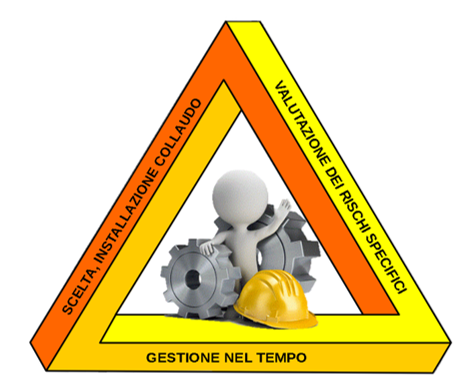 SCELTA, INSTALLAZIONE COLLAUDO
VALUTAZIONE DEI RISCHI SPECIFICI
GESTIONE NEL TEMPO